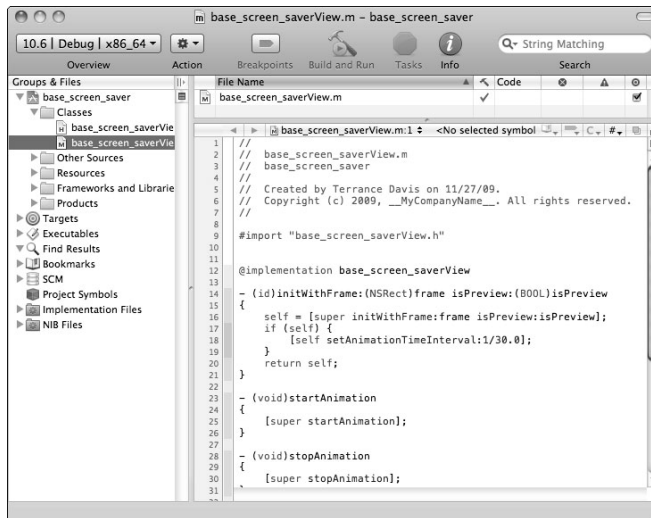 base_screen_saverView.m – base_screen_saver
10.6 | Debug | x86_64
String Matching
Overview
Action
Breakpoints
Build and Run
Tasks
Info
Search
Groups & Files
base_screen_saver
Classes
base_screen_saverVie
base_screen_saverVie
Other Sources
Resources
Frameworks and Librarie
Products
Targets
Executables
Find Results
Bookmarks
SCM
Project Symbols
Implementation Files
NIB Files
File Name
Code
base_screen_saverView.m
base_screen_saverView.m:1
<No selected symbol
C
#
1 //
2 //  base_screen_saverView.m
3 //  base_screen_saver
4 //
5 //  Created by Terrance Davis on 11/27/09.
6 //  Copyright (c) 2009, __MyCompanyName__. All rights reserved.
7 //
8
9 #import "base_screen_saverView.h"
10
11
12 @implementation base_screen_saverView
13
14 - (id)initWithFrame:(NSRect)frame isPreview:(BOOL)isPreview
15 {
16     self = [super initWithFrame:frame isPreview:isPreview];
17     if (self) {
18         [self setAnimationTimeInterval:1/30.0];
19     }
20     return self;
21 }
22
23 - (void)startAnimation
24 {
25     [super startAnimation];
26 }
27
28 - (void)stopAnimation
29 {
30     [super stopAnimation];
31